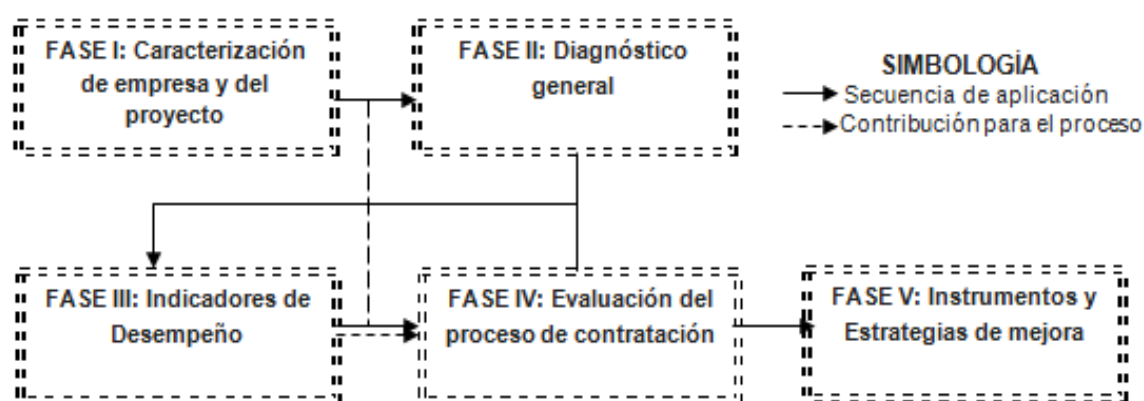 FASE I: Caracterización
de empresa y del
proyecto
FASE II: Diagnóstico
general
SIMBOLOGÍA
Secuencia de aplicación
Contribución para el proceso
FASE III: Indicadores de
Desempeño
FASE IV: Evaluación del
proceso de contratación
FASE V: Instrumentos y
Estrategias de mejora